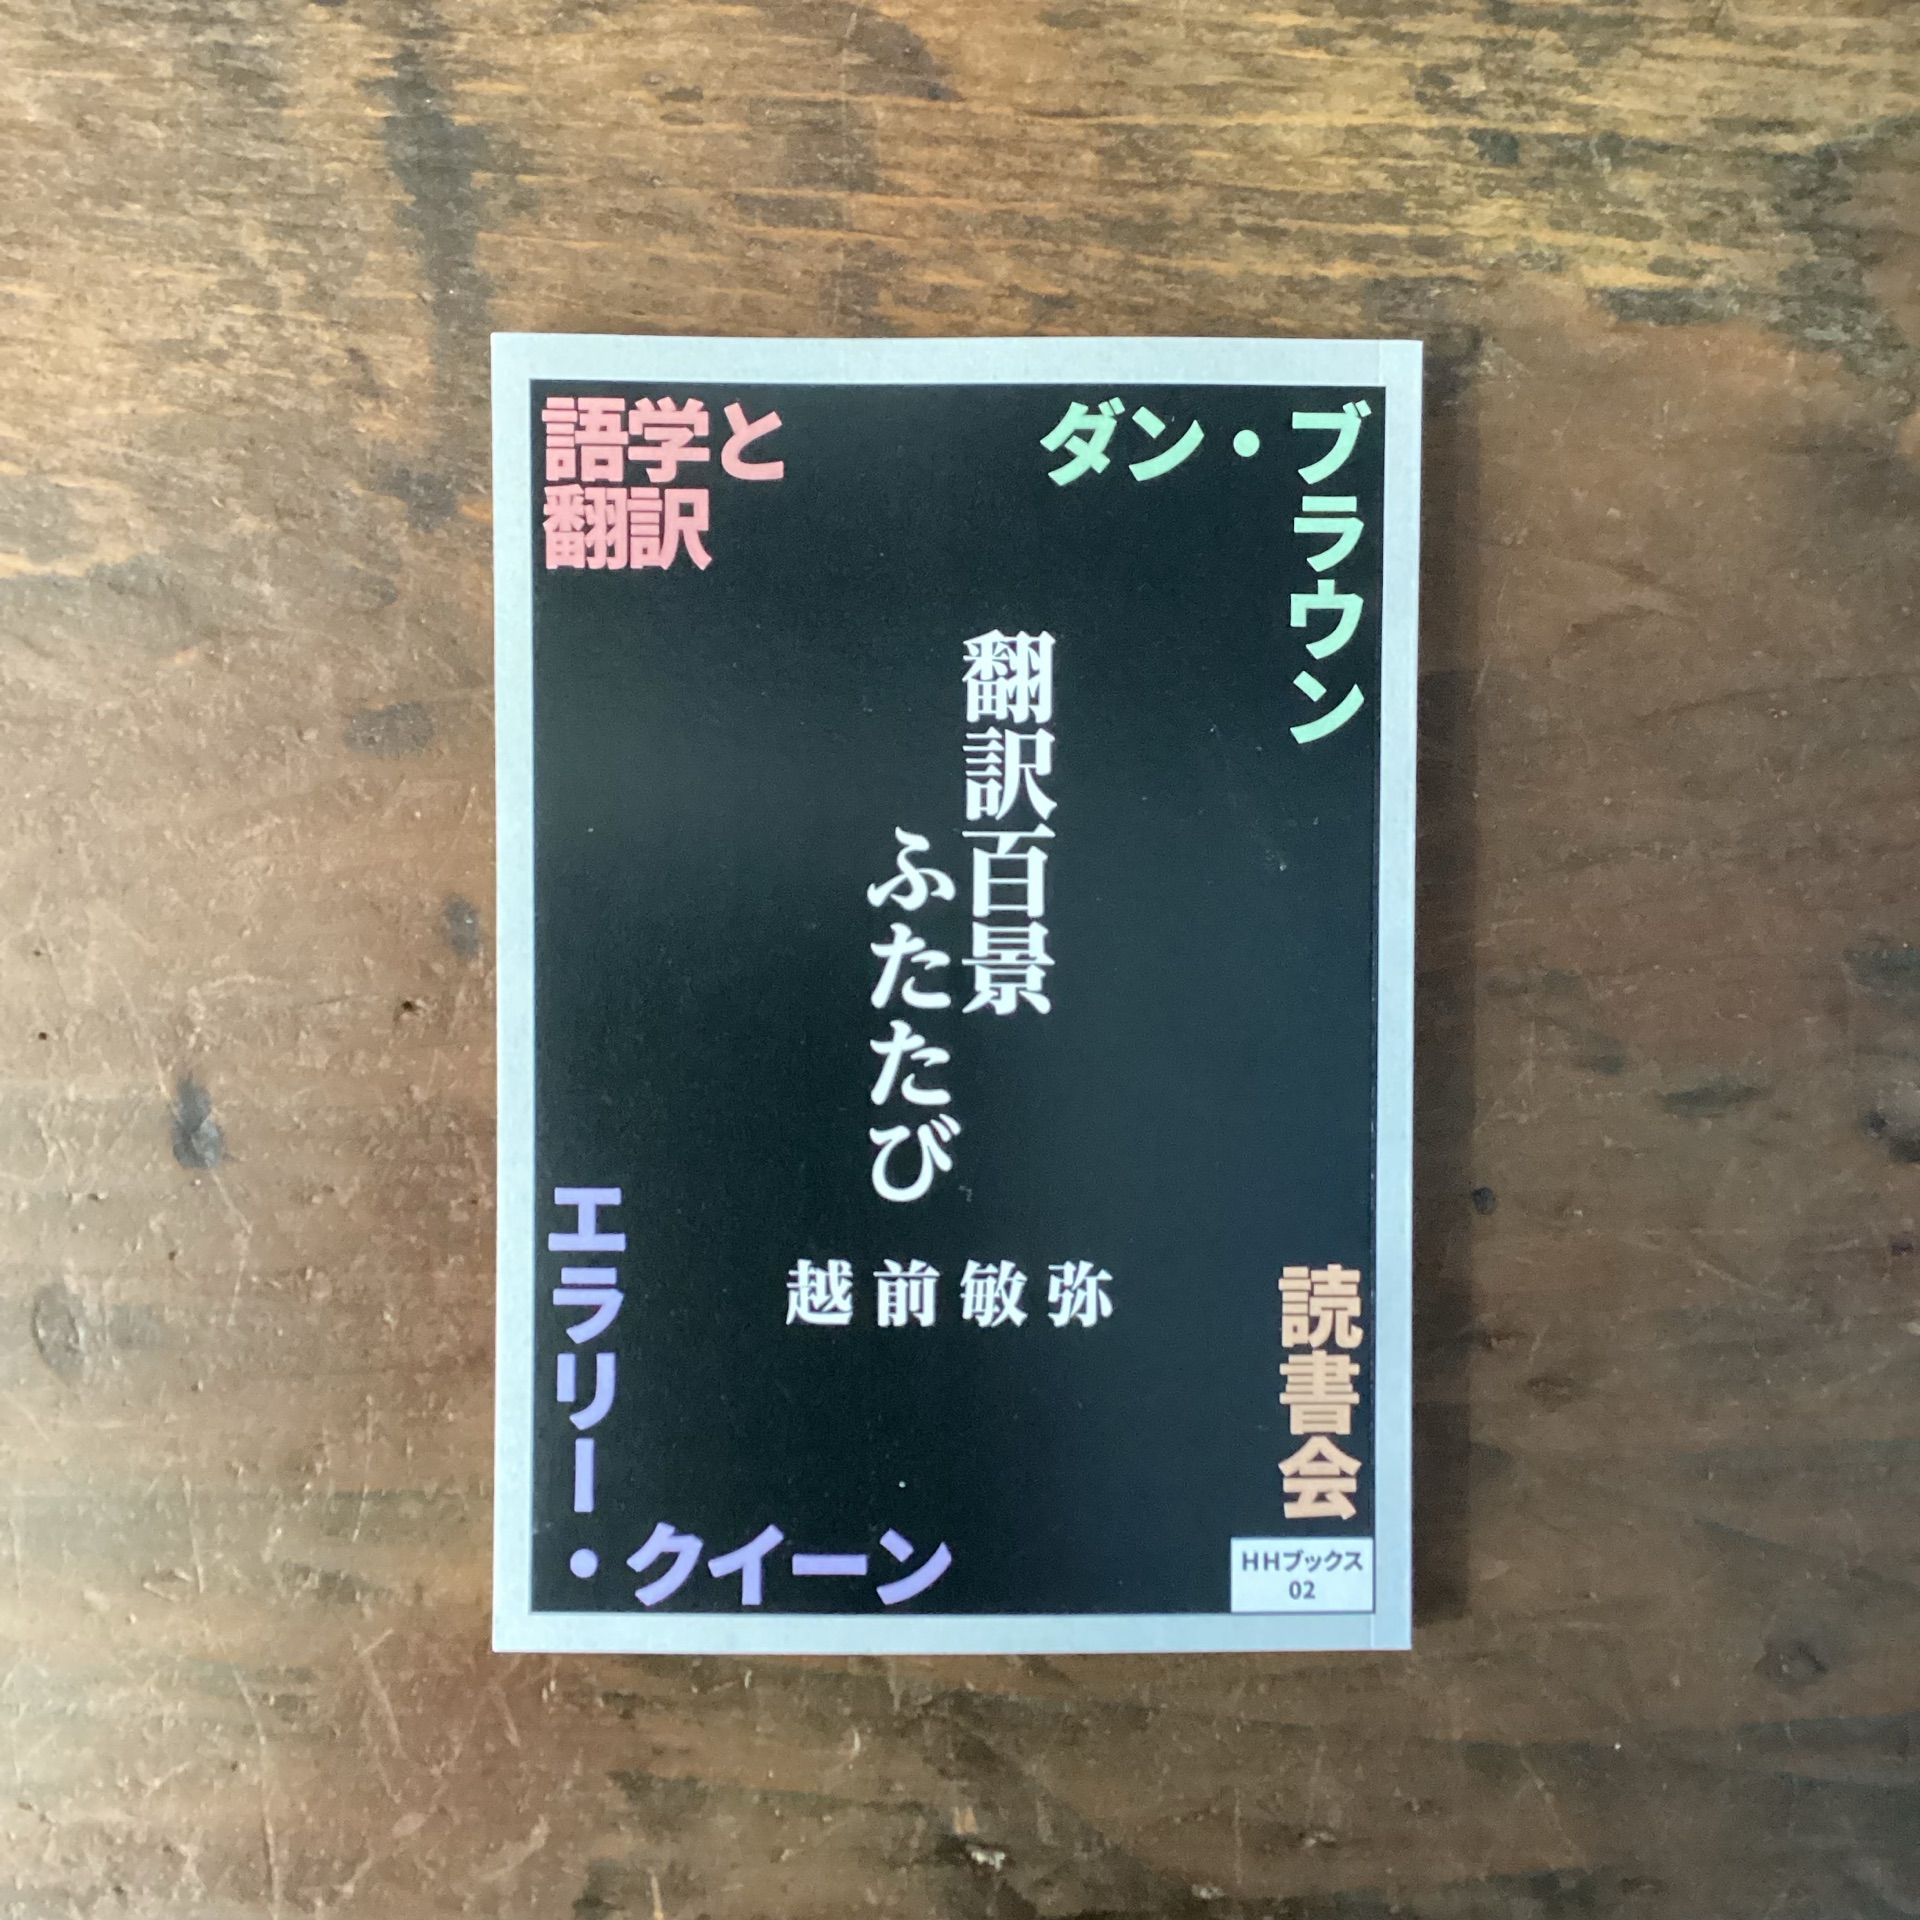 語学と
翻訳
ダン・ブラウン
翻訳百景
ふたたび
越前敏弥
エラリー・クイーン
読書会
HHブックス
02